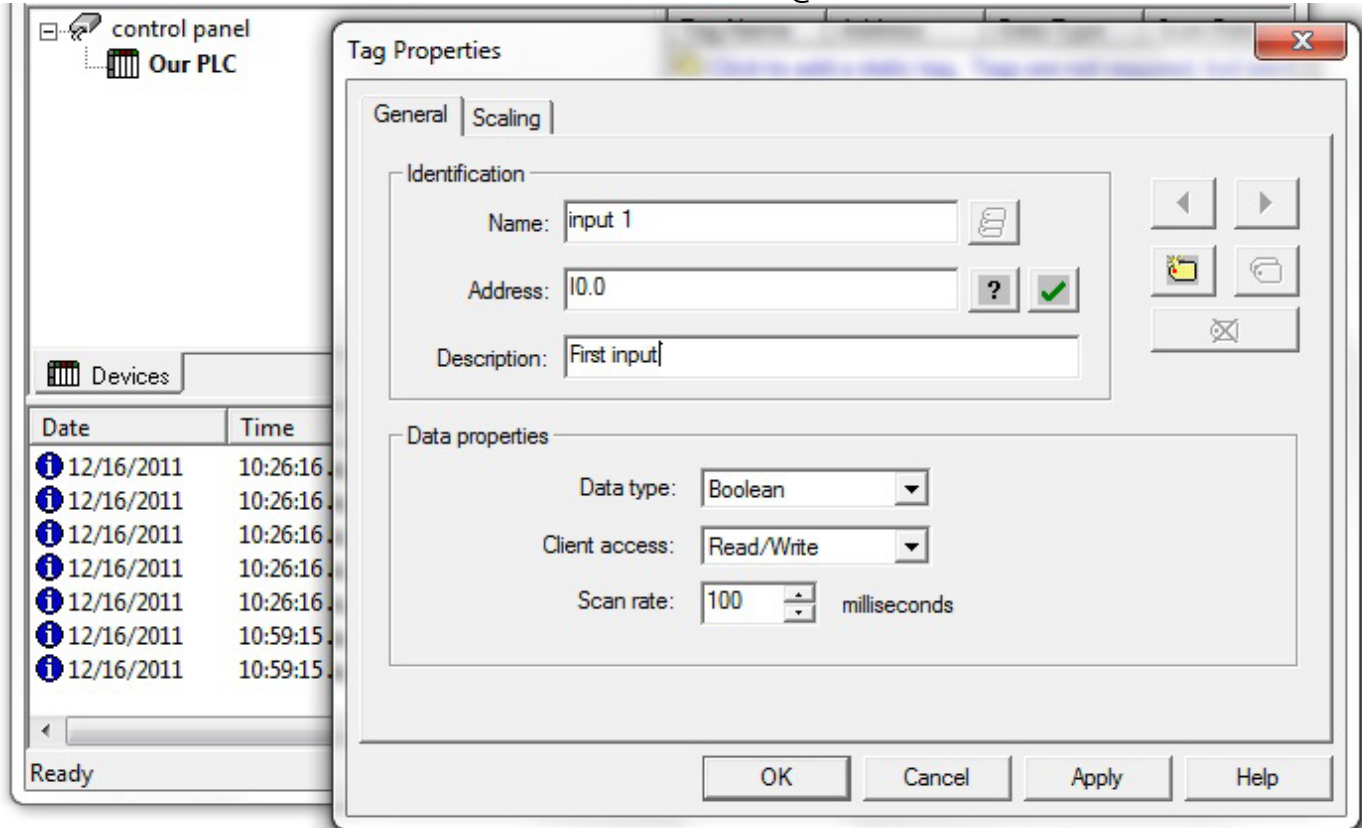 control panel
Our PLC
Tag Properties
General
Scaling
Identification
Name:
input 1
Address:
I0.0
?
Description:
First input
Data properties
Data type:
Boolean
Client access:
Read/Write
Scan rate:
100
milliseconds
Devices
Date Time
12/16/2011 10:26:16
12/16/2011 10:26:16
12/16/2011 10:26:16
12/16/2011 10:26:16
12/16/2011 10:26:16
12/16/2011 10:59:15
12/16/2011 10:59:15
Ready
OK
Cancel
Apply
Help